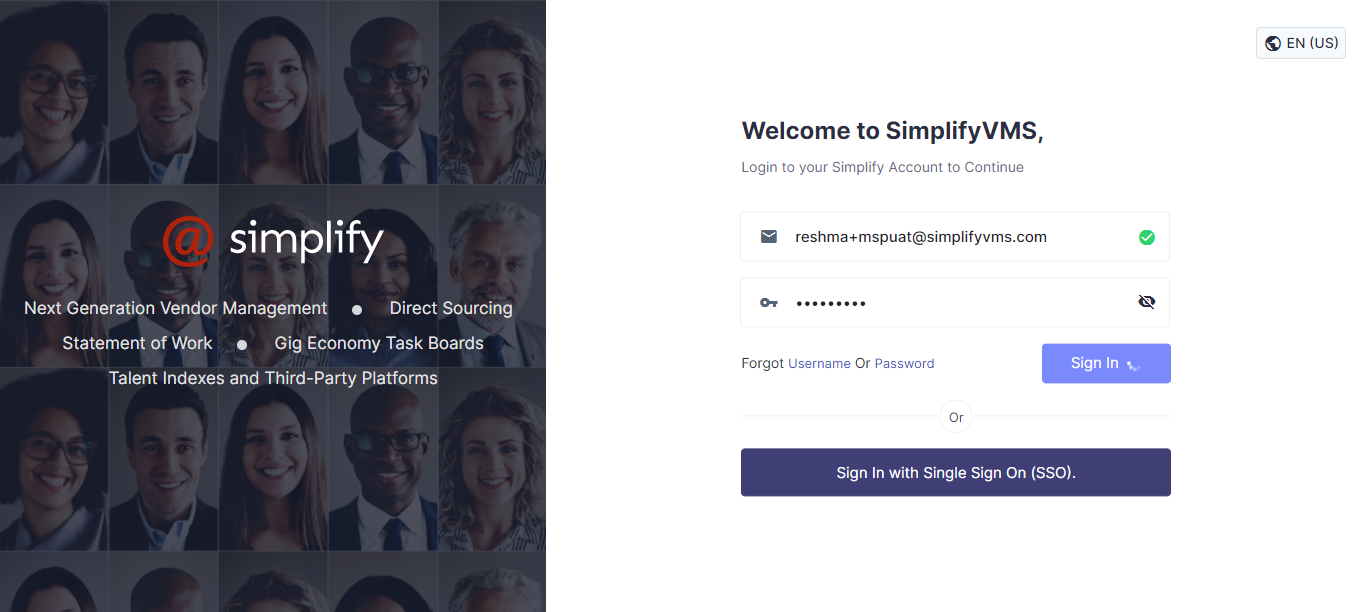 @ simplify
Next Generation Vendor Management ● Direct Sourcing
Statement of Work ● Gig Economy Task Boards
Talent Indexes and Third-Party Platforms
EN (US)
Welcome to SimplifyVMS,
Login to your Simplify Account to Continue
reshma+mspuat@simplifyvms.com
•••••••••
Forgot Username Or Password
Sign In
Or
Sign In with Single Sign On (SSO).